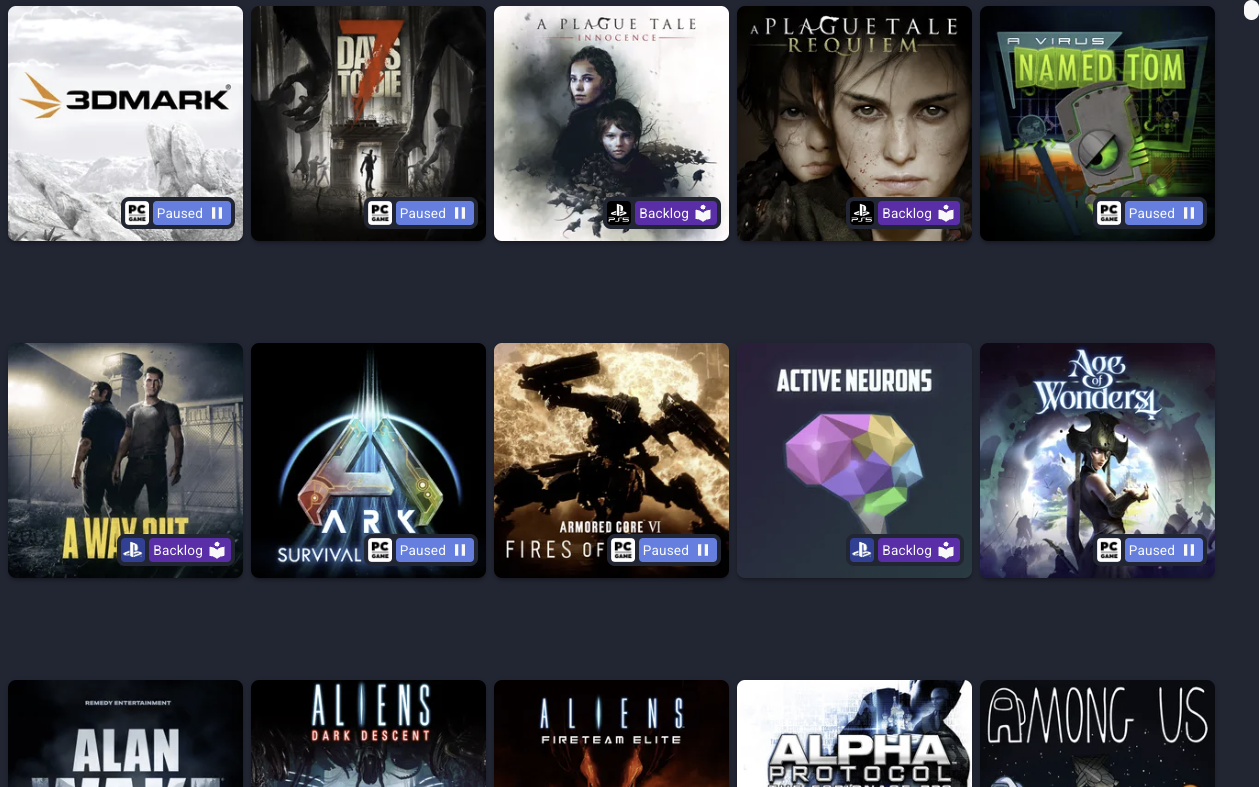 3DMARK®
PC
GAME
Paused
7
DAYS
TO DIE
PC
GAME
Paused
A PLAGUE TALE
INNOCENCE
PS5
Backlog
A PLAGUE TALE
REQUIEM
PS5
Backlog
A VIRUS
NAMED TOM
PC
GAME
Paused
A WAY OUT
Backlog
ARK
SURVIVAL
PC
GAME
Paused
ARMORED CORE VI
FIRES OF
PC
GAME
Paused
ACTIVE NEURONS
Backlog
Age
of
Wonders 4
PC
GAME
Paused
REMEDY ENTERTAINMENT
ALAN
WAKE
ALIENS
DARK DESCENT
ALIENS
FIRETEAM ELITE
ALPHA
PROTOCOL
AMONG US